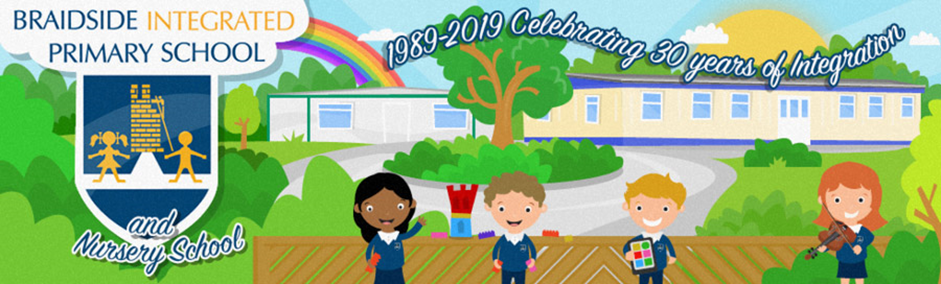 BRAIDSIDE INTEGRATED
PRIMARY SCHOOL
and
Nursery School
1989-2019 Celebrating 30 years of Integration